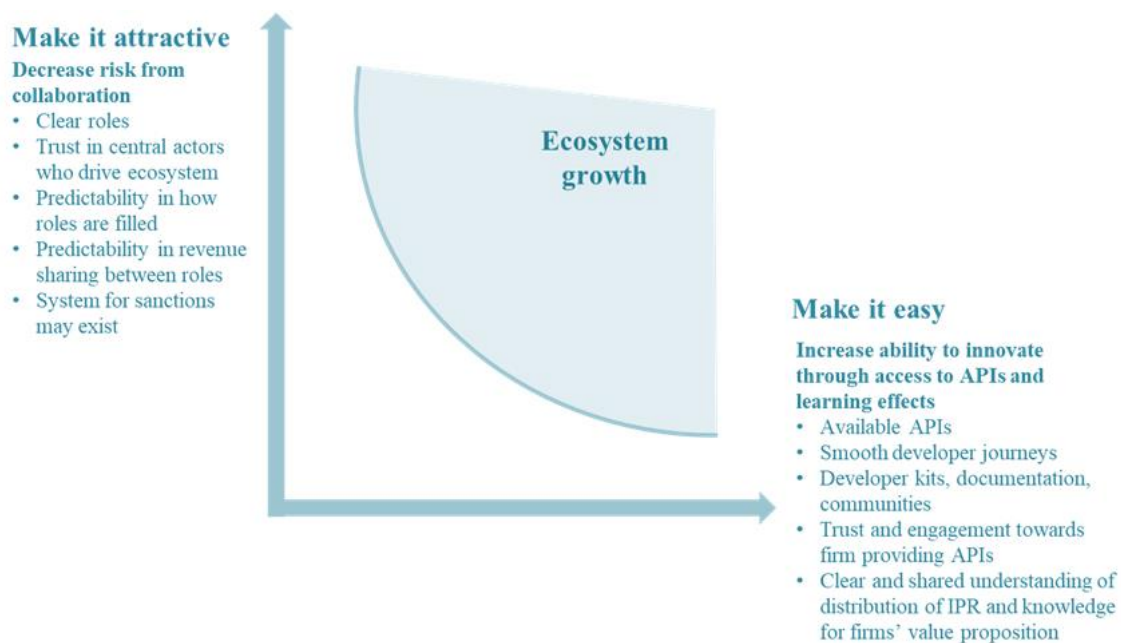 Make it attractive
Decrease risk from
collaboration
• Clear roles
• Trust in central actors
who drive ecosystem
• Predictability in how
roles are filled
• Predictability in revenue
sharing between roles
• System for sanctions
may exist
Ecosystem
growth
Make it easy
Increase ability to innovate
through access to APIs and
learning effects
• Available APIs
• Smooth developer journeys
• Developer kits, documentation,
communities
• Trust and engagement towards
firm providing APIs
• Clear and shared understanding of
distribution of IPR and knowledge
for firms’ value proposition